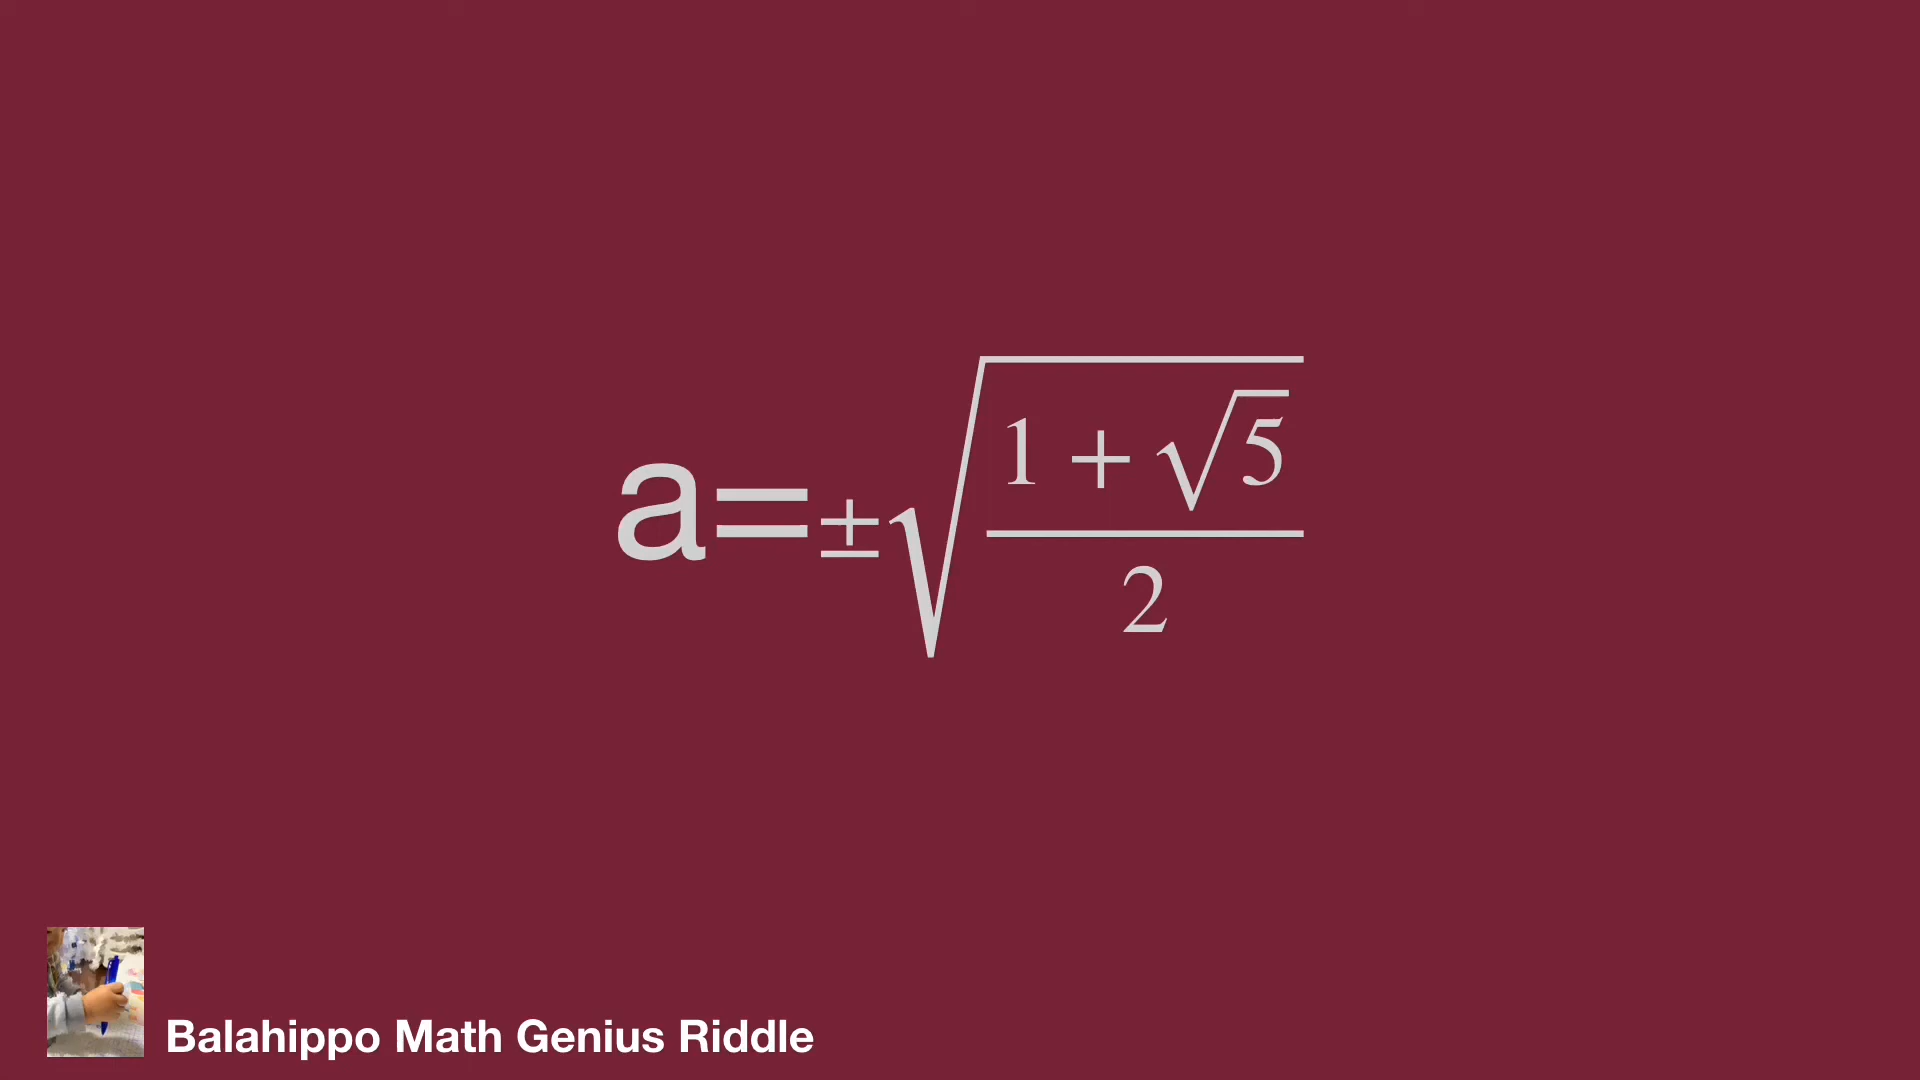 a=±√((1+√5)/2)
Balahippo Math Genius Riddle